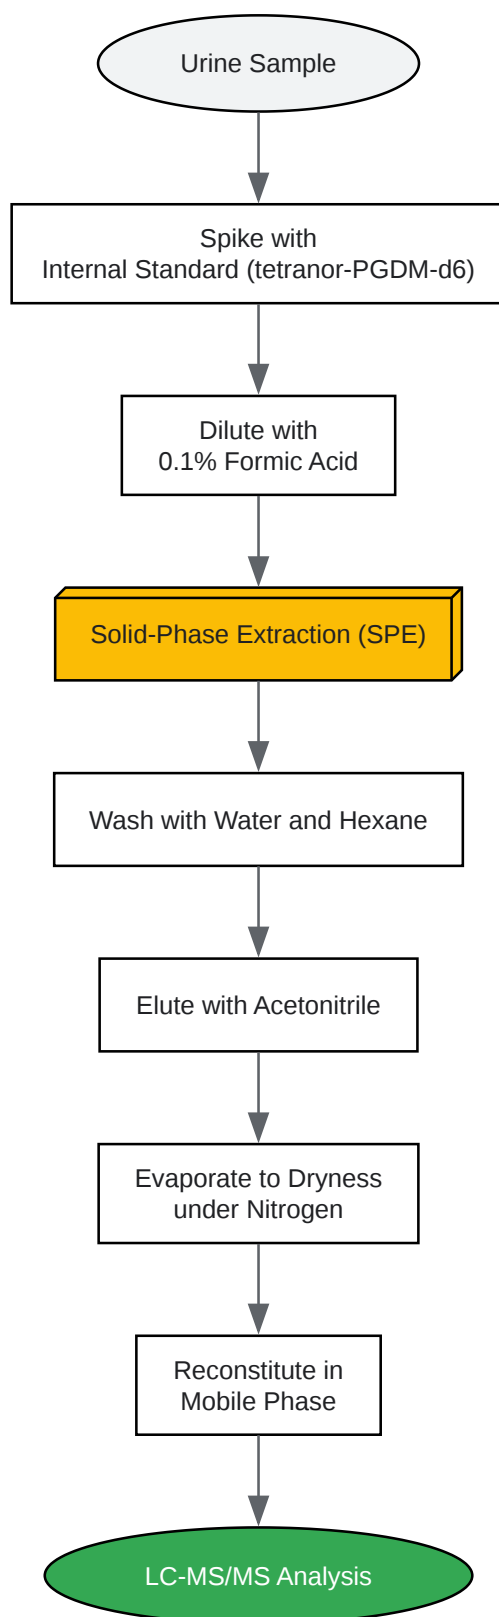 Urine Sample
Spike with
Internal Standard (tetranor-PGDM-d6)
Dilute with
0.1% Formic Acid
Solid-Phase Extraction (SPE)
Wash with Water and Hexane
Elute with Acetonitrile
Evaporate to Dryness
under Nitrogen
Reconstitute in
Mobile Phase
LC-MS/MS Analysis